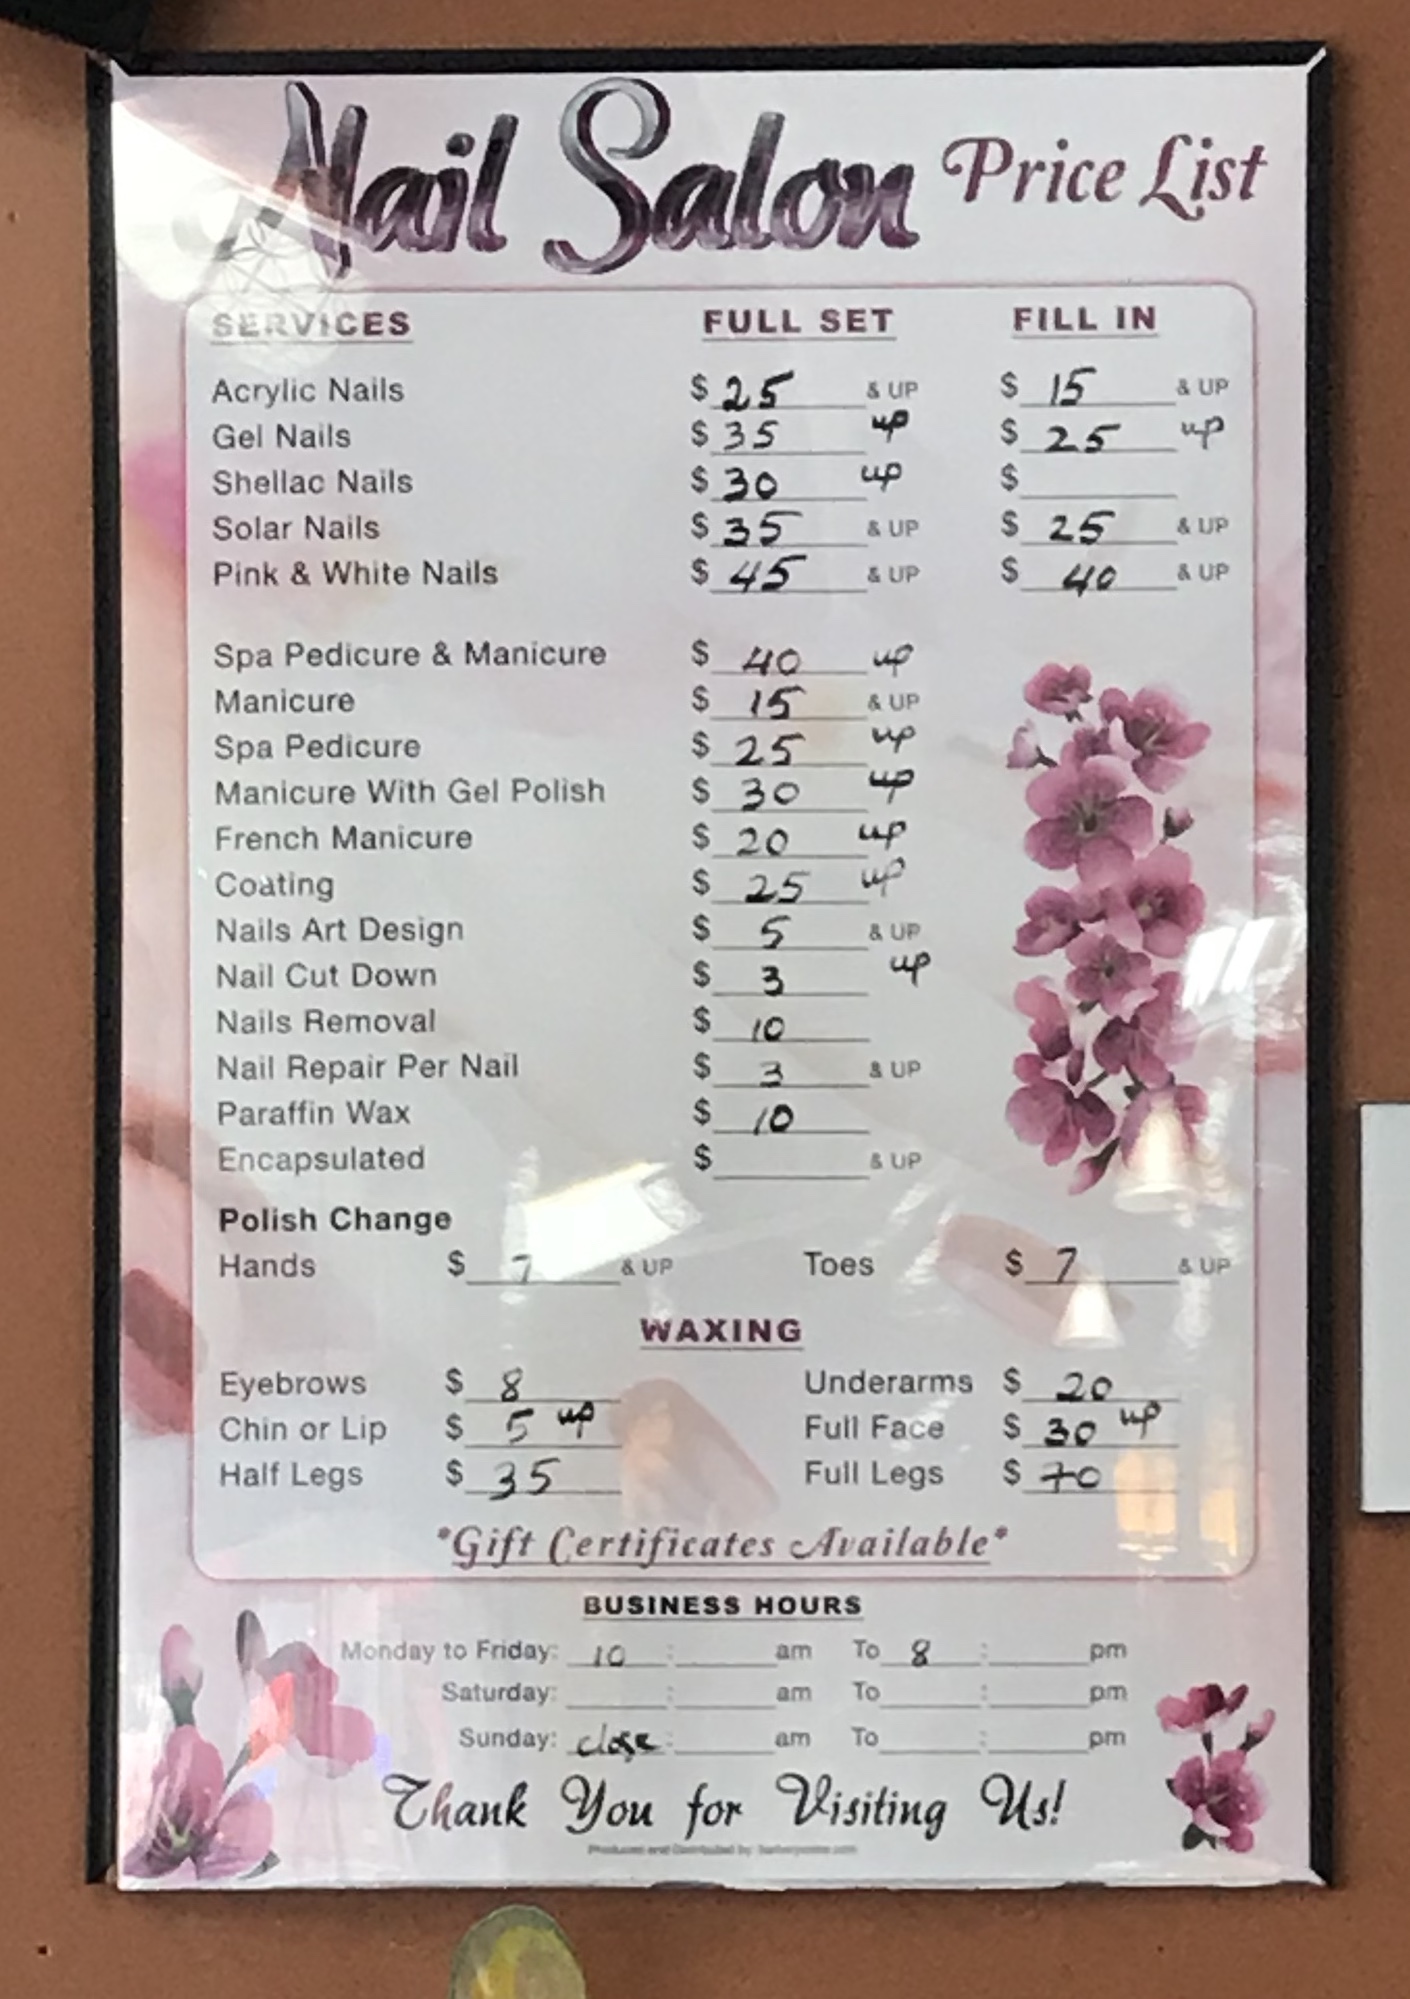 Nail Salon Price List
SERVICES FULL SET FILL IN
Acrylic Nails $ 25 & UP $ 15 & UP
Gel Nails $ 35 up $ 25 up
Shellac Nails $ 30 up $
Solar Nails $ 35 & UP $ 25 & UP
Pink & White Nails $ 45 & UP $ 40 & UP
Spa Pedicure & Manicure $ 40 up
Manicure $ 15 & UP
Spa Pedicure $ 25 up
Manicure With Gel Polish $ 30 up
French Manicure $ 20 up
Coating $ 25 up
Nails Art Design $ 5 & UP
Nail Cut Down $ 3 up
Nails Removal $ 10
Nail Repair Per Nail $ 3 & UP
Paraffin Wax $ 10
Encapsulated $ & UP
Polish Change
Hands $ 7 & UP Toes $ 7 & UP
WAXING
Eyebrows $ 8 Underarms $ 20
Chin or Lip $ 5 up Full Face $ 30 up
Half Legs $ 35 Full Legs $ 70
*Gift Certificates Available*
BUSINESS HOURS
Monday to Friday: 10 : am To 8 : pm
Saturday: : am To : pm
Sunday: close : am To : pm
Thank You for Visiting Us!
Produced and Distributed by: